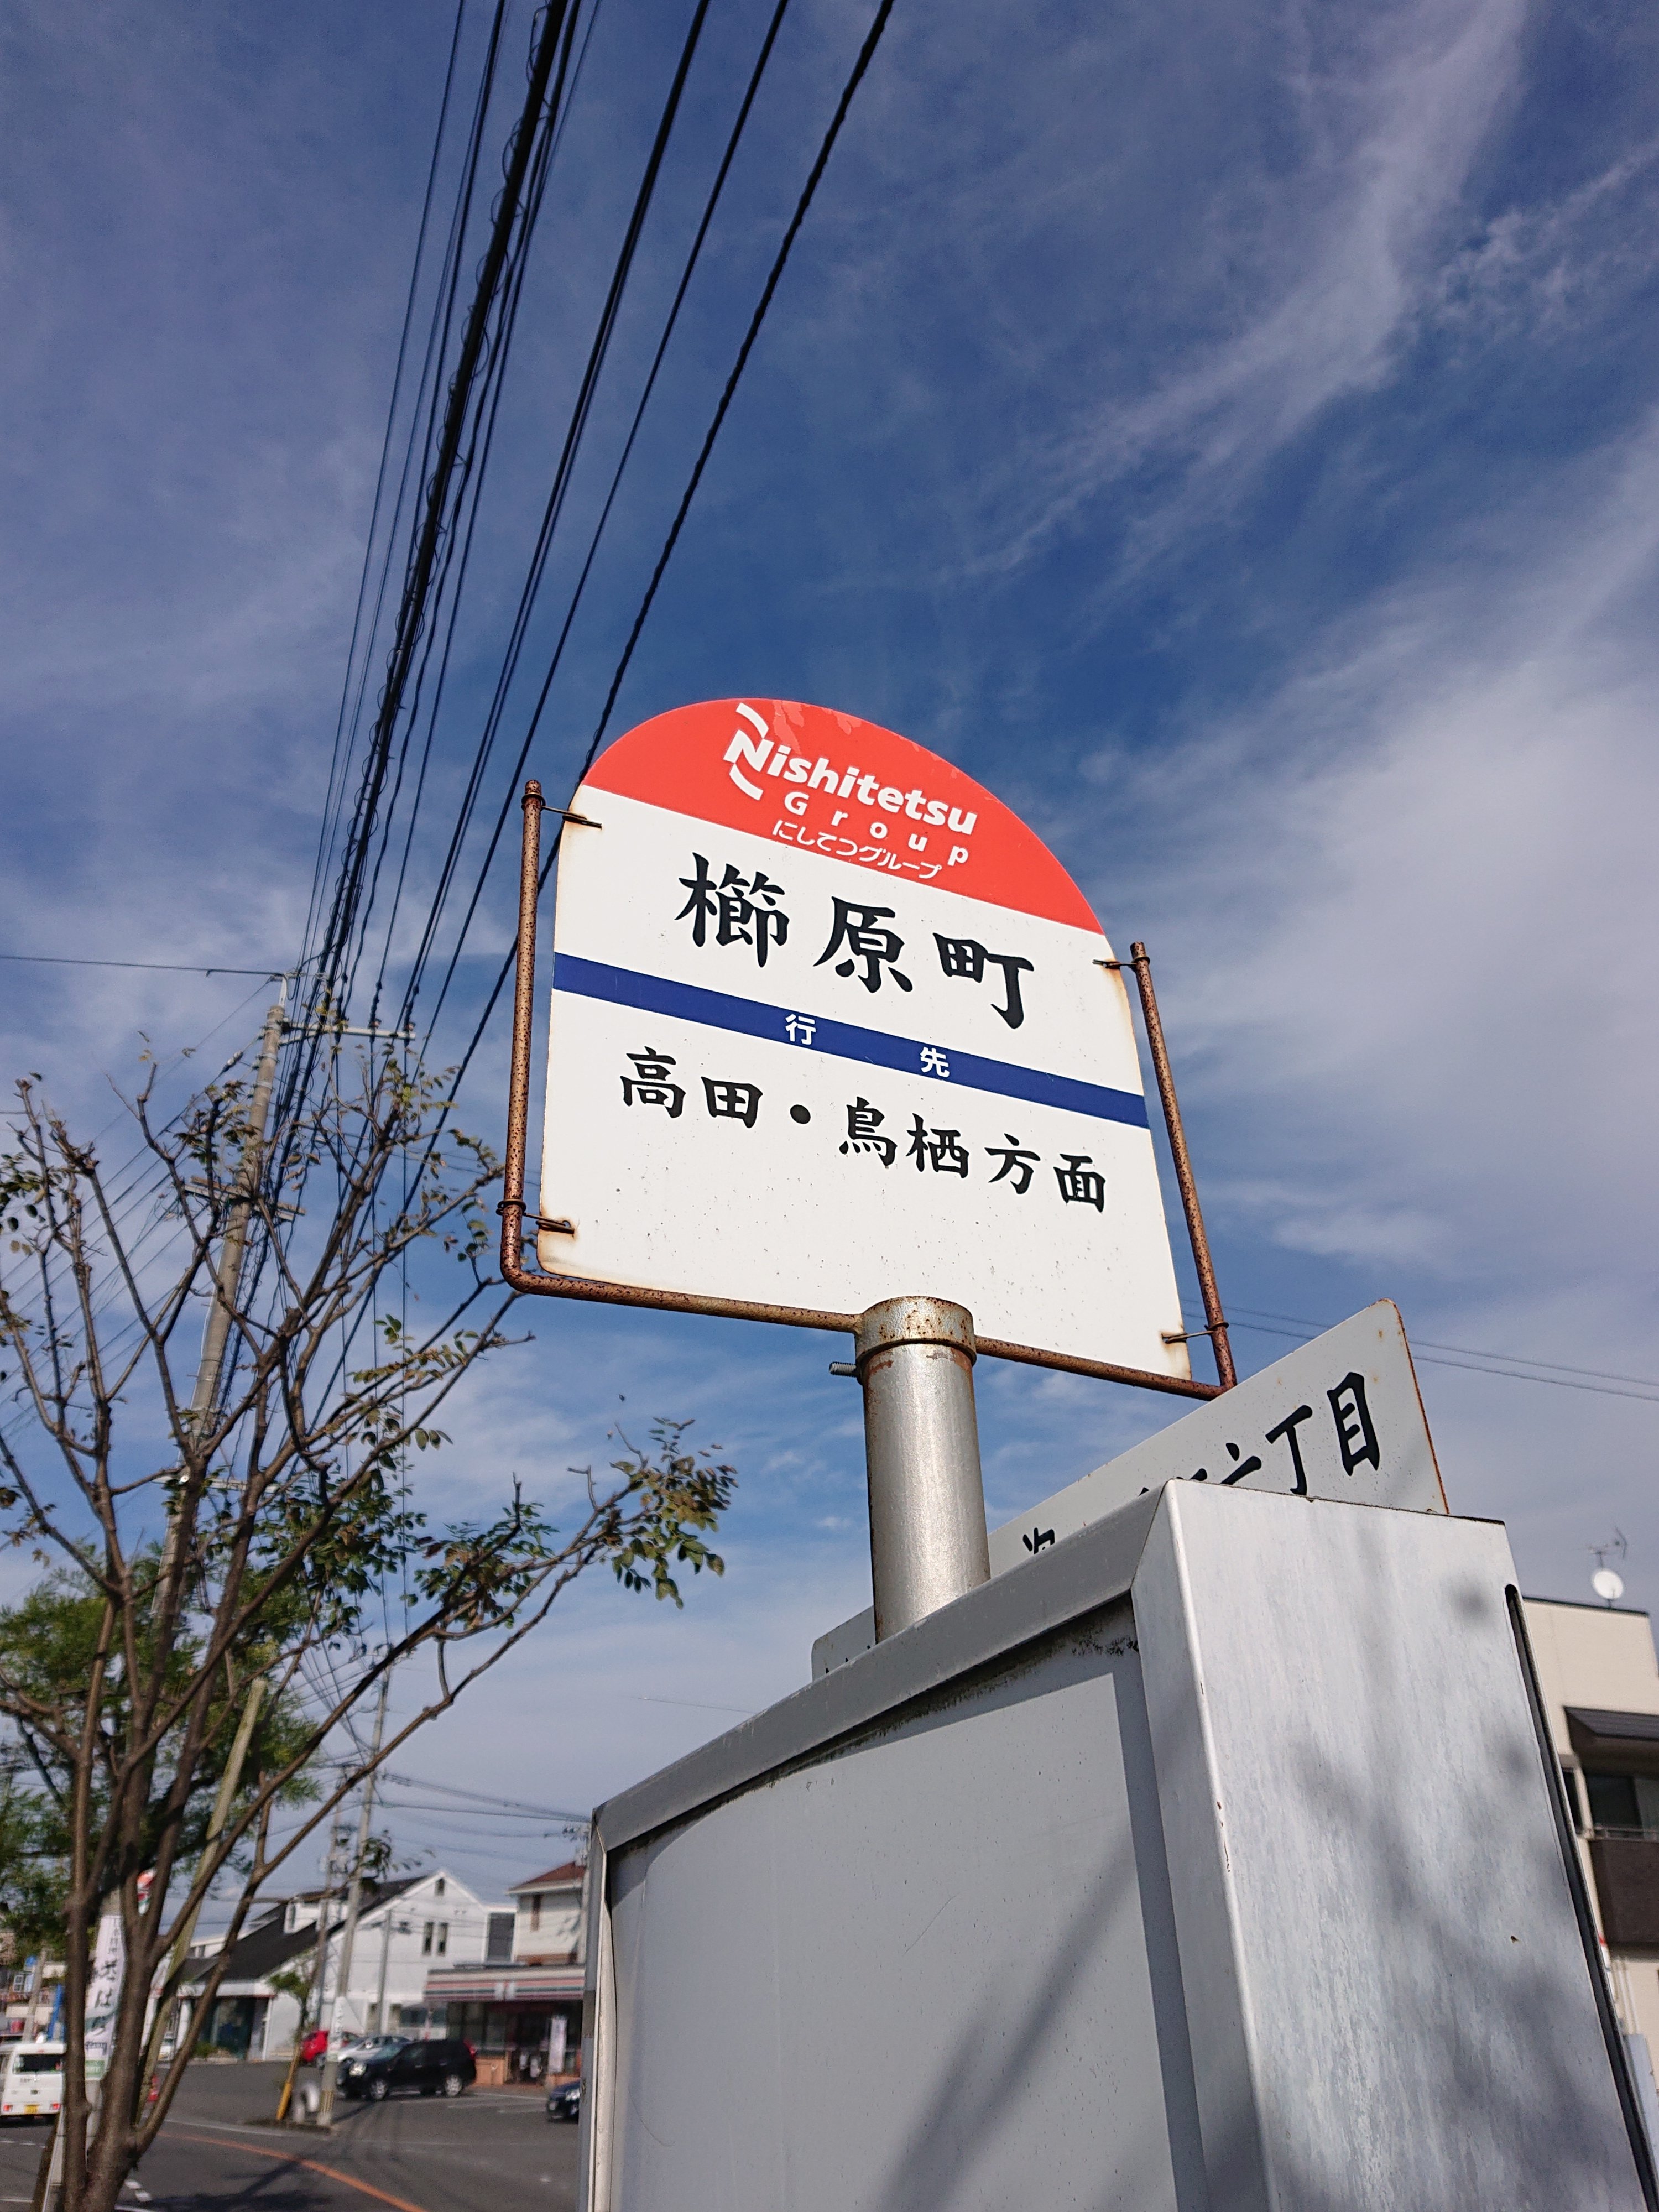 Nishitetsu
Group
にしてつグループ
櫛原町
行先
高田・鳥栖方面
六丁目